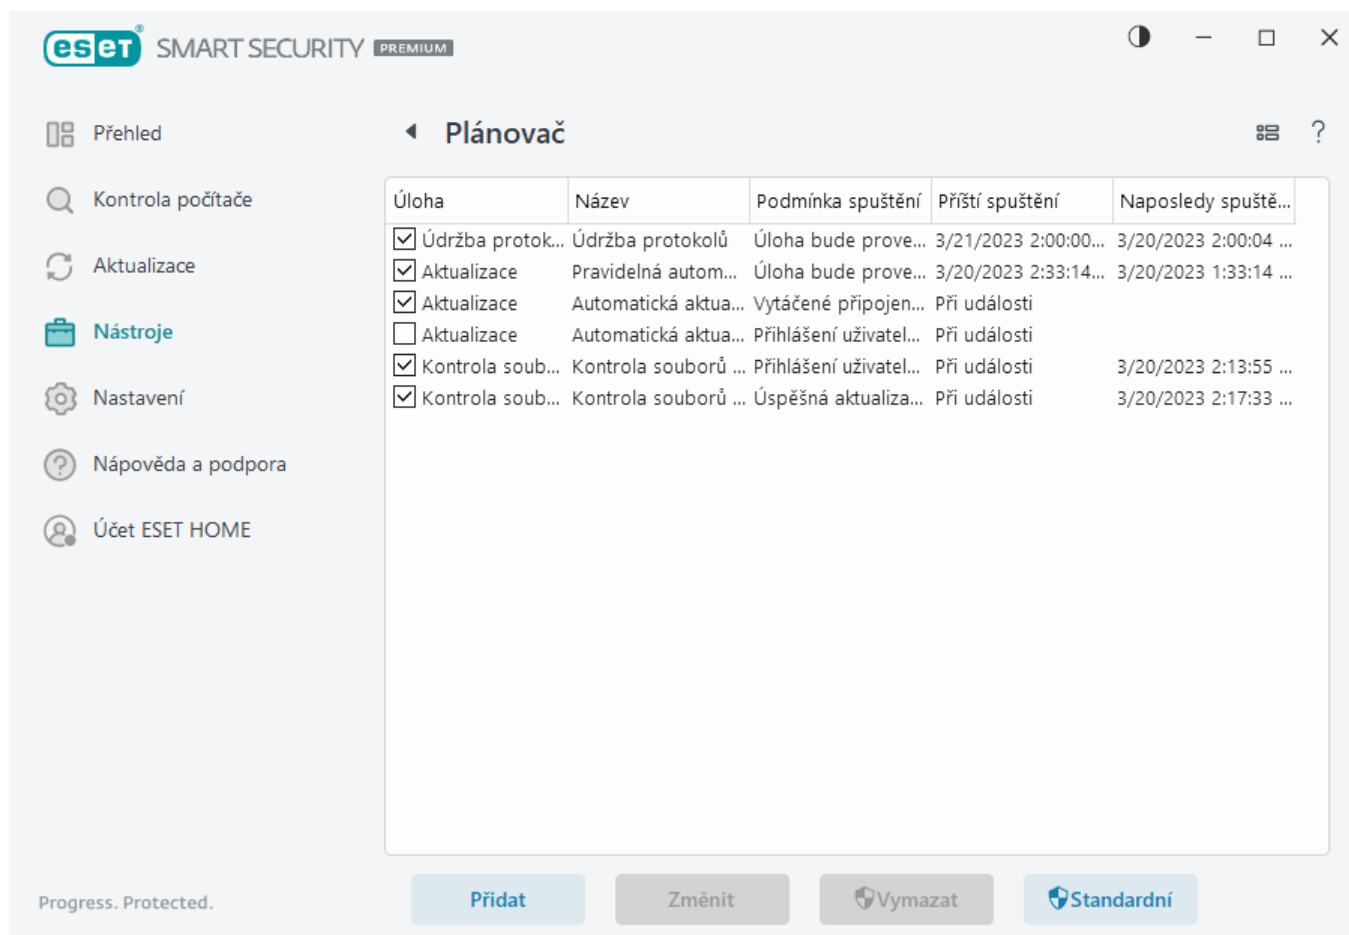 eset® SMART SECURITY PREMIUM
Přehled
Kontrola počítače
Aktualizace
Nástroje
Nastavení
Nápověda a podpora
Účet ESET HOME
Progress. Protected.
Plánovač
?
Úloha Název Podmínka spuštění Příští spuštění Naposledy spuště...
Údržba protok... Údržba protokolů Úloha bude prove... 3/21/2023 2:00:00... 3/20/2023 2:00:04 ...
Aktualizace Pravidelná autom... Úloha bude prove... 3/20/2023 2:33:14... 3/20/2023 1:33:14 ...
Aktualizace Automatická aktua... Vytáčené připojen... Při události
Aktualizace Automatická aktua... Přihlášení uživatel... Při události
Kontrola soub... Kontrola souborů ... Přihlášení uživatel... Při události 3/20/2023 2:13:55 ...
Kontrola soub... Kontrola souborů ... Úspěšná aktualiza... Při události 3/20/2023 2:17:33 ...
Přidat Změnit Vymazat Standardní